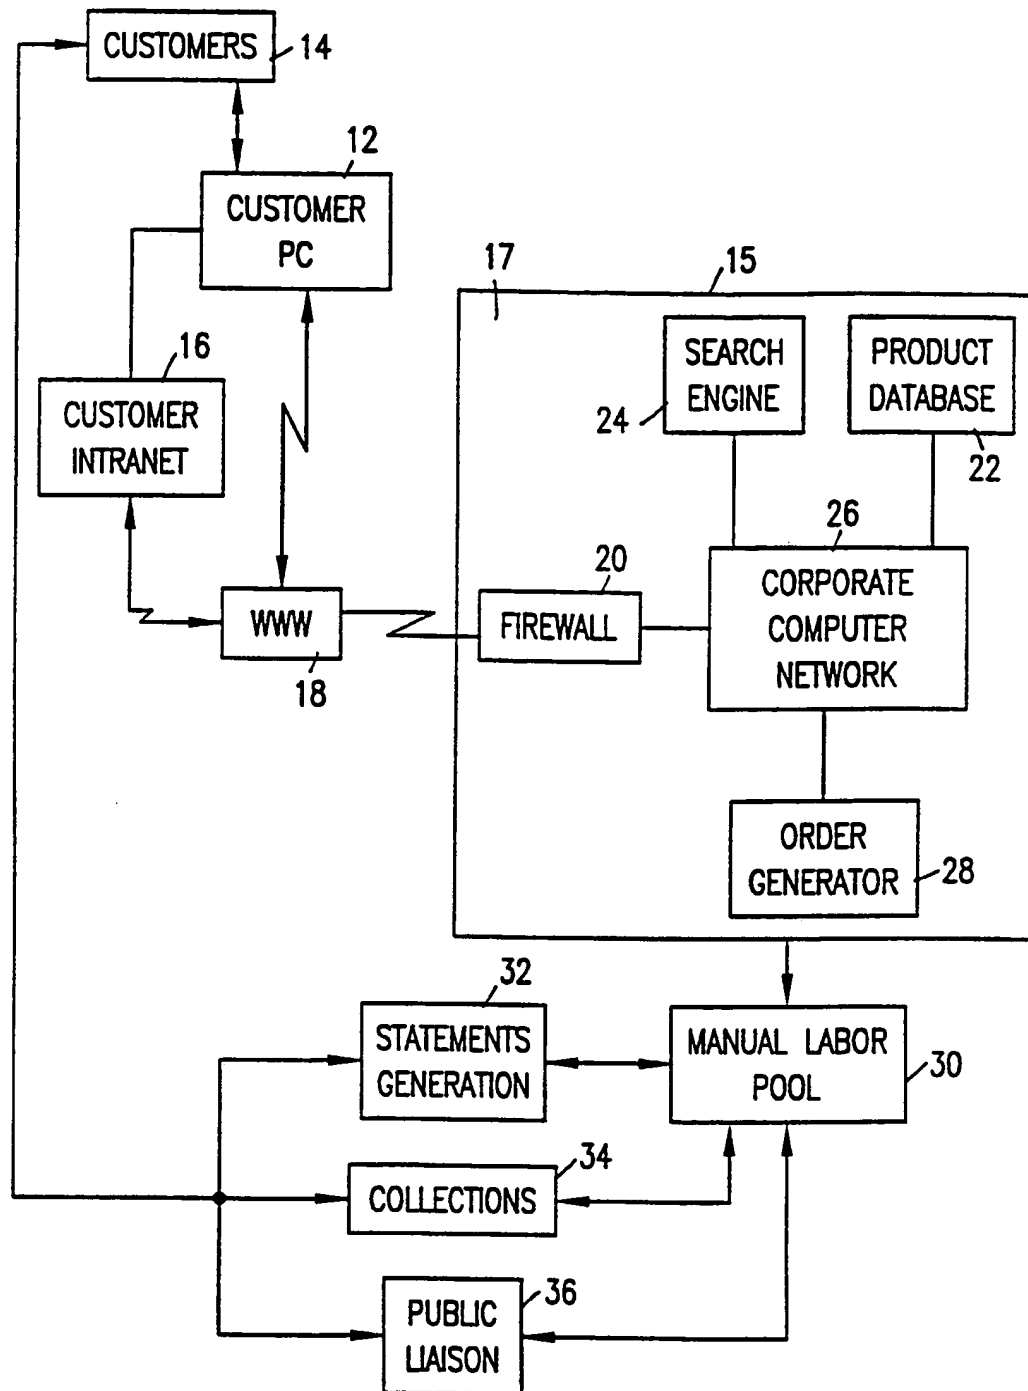 CUSTOMERS
14
12
CUSTOMER
PC
17
15
16
CUSTOMER
INTRANET
SEARCH
ENGINE
24
PRODUCT
DATABASE
22
26
CORPORATE
COMPUTER
NETWORK
20
FIREWALL
WWW
18
ORDER
GENERATOR
28
32
STATEMENTS
GENERATION
MANUAL LABOR
POOL
30
34
COLLECTIONS
36
PUBLIC
LIAISON